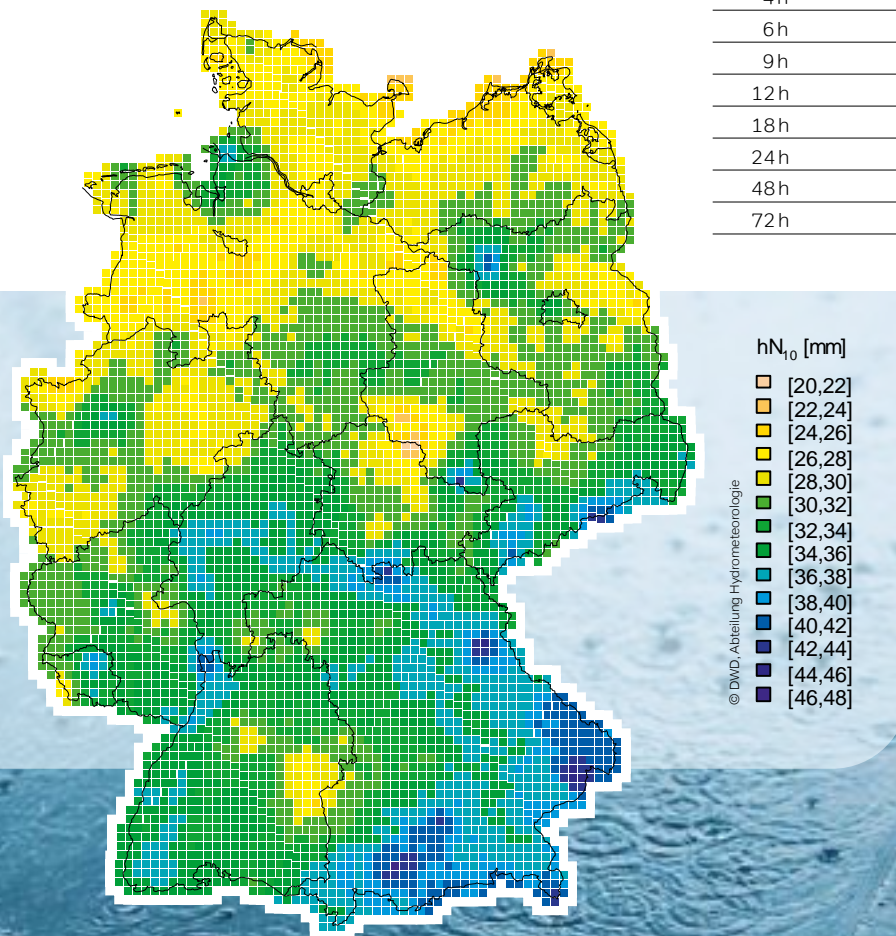 4h
6h
9h
12h
18h
24h
48h
72h
hN₁₀ [mm]
[20,22]
[22,24]
[24,26]
[26,28]
[28,30]
[30,32]
[32,34]
[34,36]
[36,38]
[38,40]
[40,42]
[42,44]
[44,46]
[46,48]
© DWD, Abteilung Hydrometeorologie